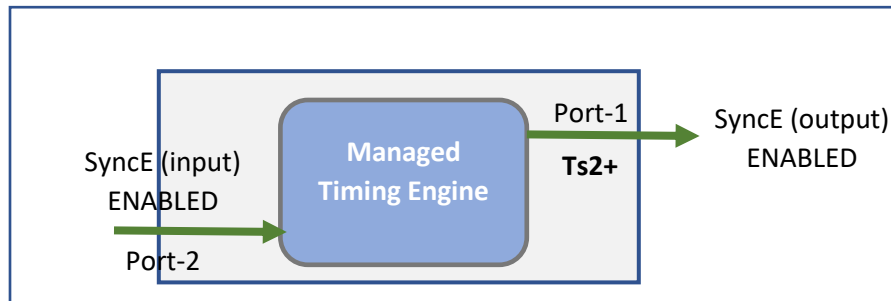 SyncE (input)
ENABLED
Port-2
Managed
Timing Engine
Port-1
Ts2+
SyncE (output)
ENABLED